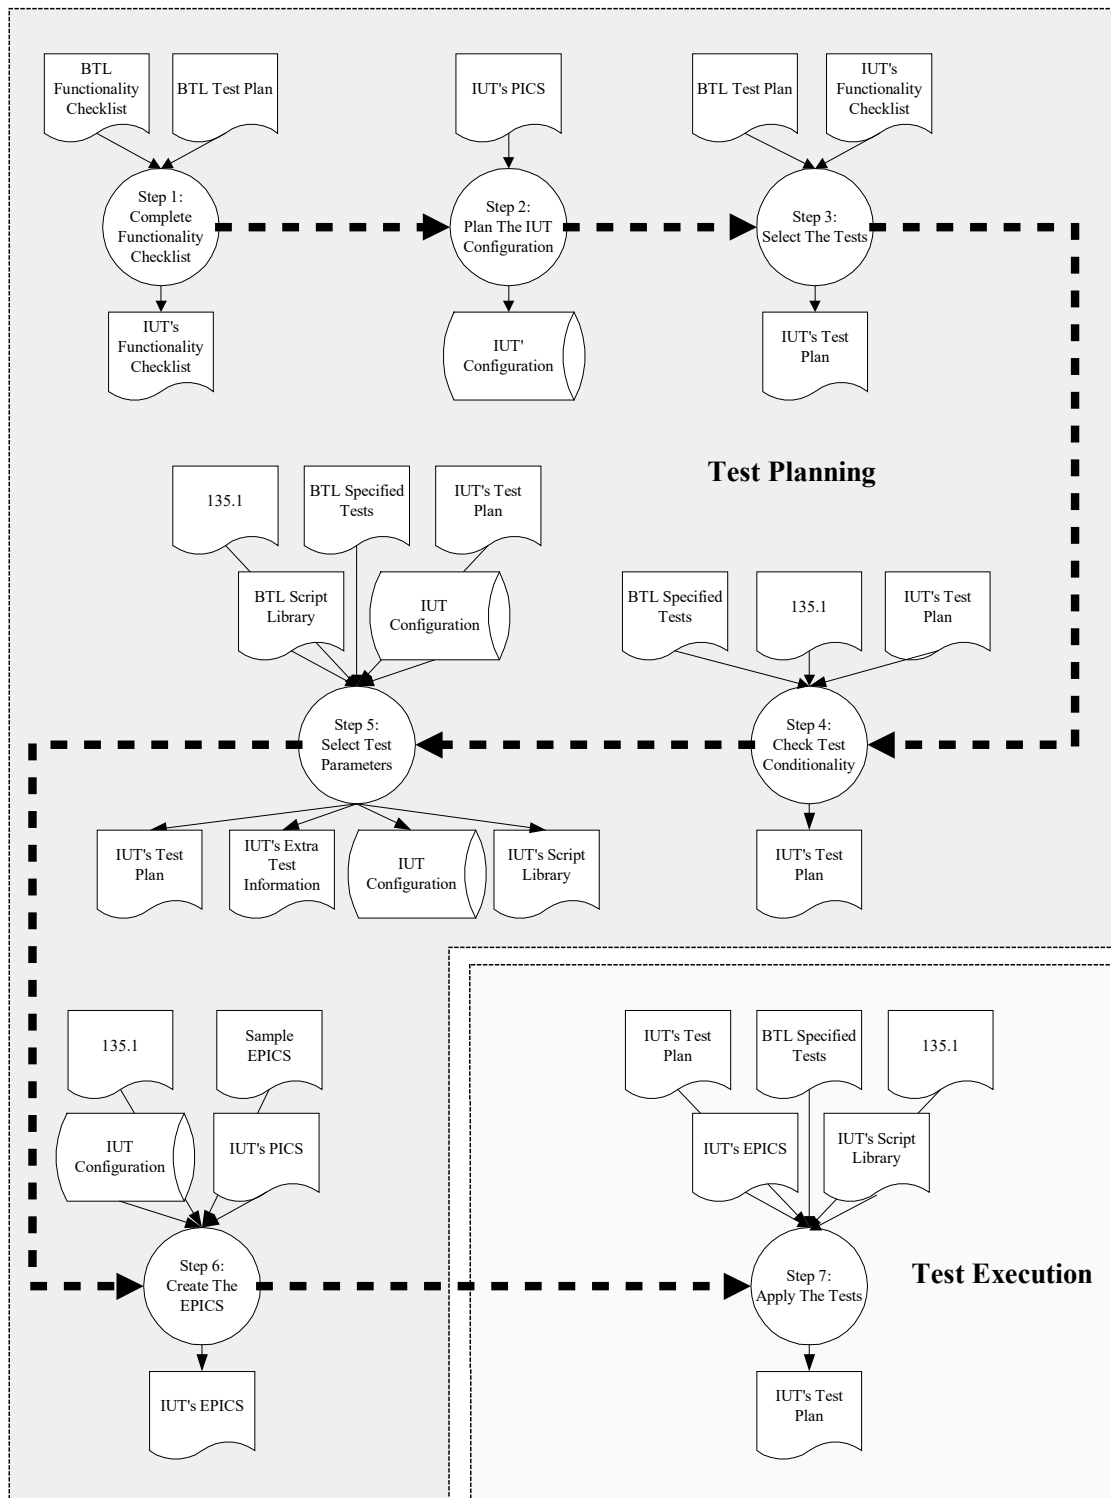 BTL
Functionality
Checklist
BTL Test Plan
IUT's PICS
BTL Test Plan
IUT's
Functionality
Checklist
Step 1:
Complete
Functionality
Checklist
Step 2:
Plan The IUT
Configuration
Step 3:
Select The Tests
IUT's
Functionality
Checklist
IUT'
Configuration
IUT's Test
Plan
Test Planning
135.1
BTL Specified
Tests
IUT's Test
Plan
BTL Script
Library
IUT
Configuration
BTL Specified
Tests
135.1
IUT's Test
Plan
Step 5:
Select Test
Parameters
Step 4:
Check Test
Conditionality
IUT's Test
Plan
IUT's Extra
Test
Information
IUT
Configuration
IUT's Script
Library
IUT's Test
Plan
135.1
Sample
EPICS
IUT
Configuration
IUT's PICS
IUT's Test
Plan
BTL Specified
Tests
135.1
IUT's EPICS
IUT's Script
Library
Step 6:
Create The
EPICS
Step 7:
Apply The Tests
Test Execution
IUT's EPICS
IUT's Test
Plan